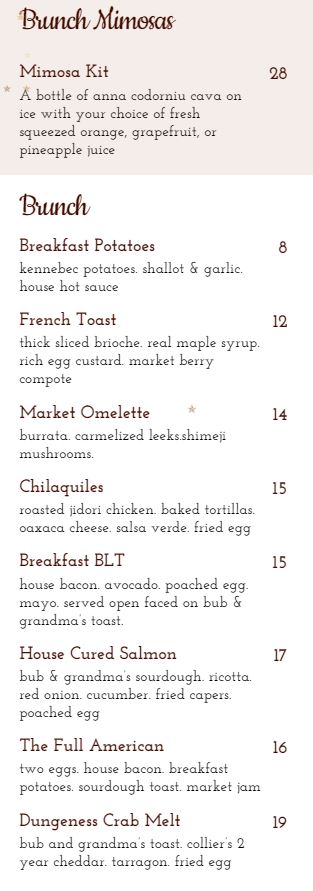 Brunch Mimosas
Mimosa Kit 28
A bottle of anna codorniu cava on
ice with your choice of fresh
squeezed orange, grapefruit, or
pineapple juice
Brunch
Breakfast Potatoes 8
kennebec potatoes. shallot & garlic.
house hot sauce
French Toast 12
thick sliced brioche. real maple syrup.
rich egg custard. market berry
compote
Market Omelette 14
burrata. carmelized leeks.shimeji
mushrooms.
Chilaquiles 15
roasted jidori chicken. baked tortillas.
oaxaca cheese. salsa verde. fried egg
Breakfast BLT 15
house bacon. avocado. poached egg.
mayo. served open faced on bub &
grandma's toast.
House Cured Salmon 17
bub & grandma's sourdough. ricotta.
red onion. cucumber. fried capers.
poached egg
The Full American 16
two eggs. house bacon. breakfast
potatoes. sourdough toast. market jam
Dungeness Crab Melt 19
bub and grandma's toast. collier's 2
year cheddar. tarragon. fried egg